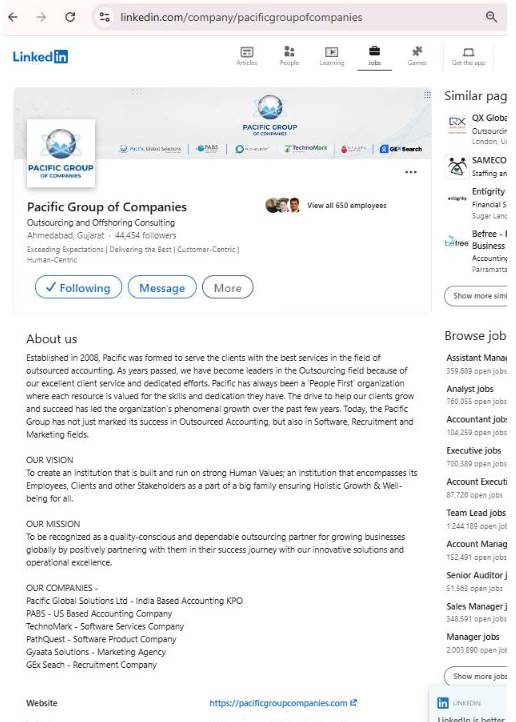 linkedin.com/company/pacificgroupofcompanies
Linked in
Articles
People
Learning
Jobs
Games
Get the app
PACIFIC GROUP
OF COMPANIES
Pacific Global Solutions
PABS
TechnoMark
GEx Search
PACIFIC GROUP
OF COMPANIES
Pacific Group of Companies
Outsourcing and Offshoring Consulting
Ahmedabad, Gujarat · 44,454 followers
Exceeding Expectations | Delivering the Best | Customer-Centric |
Human-Centric
View all 650 employees
Following
Message
More
About us
Established in 2008, Pacific was formed to serve the clients with the best services in the field of
outsourced accounting. As years passed, we have become leaders in the Outsourcing field because of
our excellent client service and dedicated efforts. Pacific has always been a 'People First' organization
where each resource is valued for the skills and dedication they have. The drive to help our clients grow
and succeed has led the organization's phenomenal growth over the past few years. Today, the Pacific
Group has not just marked its success in Outsourced Accounting, but also in Software, Recruitment and
Marketing fields.
OUR VISION
To create an institution that is built and run on strong Human Values; an institution that encompasses its
Employees, Clients and other Stakeholders as a part of a big family ensuring Holistic Growth & Well-
being for all.
OUR MISSION
To be recognized as a quality-conscious and dependable outsourcing partner for growing businesses
globally by positively partnering with them in their success journey with our innovative solutions and
operational excellence.
OUR COMPANIES -
Pacific Global Solutions Ltd - India Based Accounting KPO
PABS - US Based Accounting Company
TechnoMark - Software Services Company
PathQuest - Software Product Company
Gyaata Solutions - Marketing Agency
GEx Seach - Recruitment Company
Website
https://pacificgroupcompanies.com
Similar pag
QX Globa
Outsourcin
London,
SAMECO
Staffing an
Entigrity
Financial S
Sugar Land
Befree -
Business
Accounting
Parramatta
Show more simi
Browse job
Assistant Manag
359,689 open jobs
Analyst jobs
760,055 open jobs
Accountant jobs
104,259 open jobs
Executive jobs
700,389 open jobs
Account Executi
87,726 open jobs
Team Lead jobs
1,244,189 open job
Account Manag
152,491 open jobs
Senior Auditor j
51,563 open jobs
Sales Manager j
348,591 open jobs
Manager jobs
2,003,890 open job
Show more jobs
in LINKEDIN
LinkedIn is better